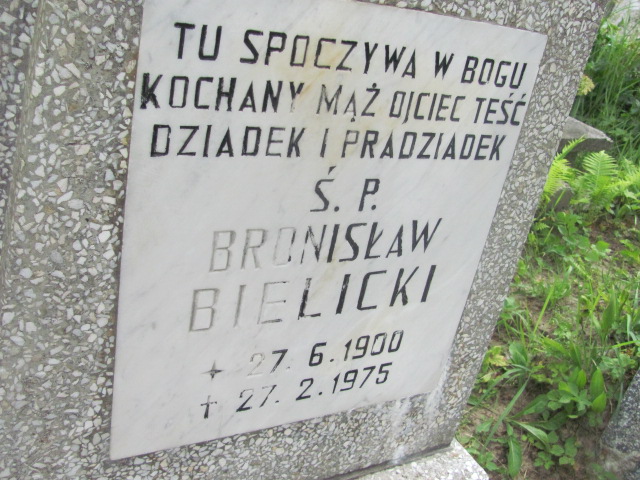 TU SPOCZYWA W BOGU
KOCHANY MĄŻ OJCIEC TEŚĆ
DZIADEK I PRADZIADEK
Ś. P.
BRONISŁAW
BIELICKI
+ 27. 6. 1900
† 27. 2. 1975